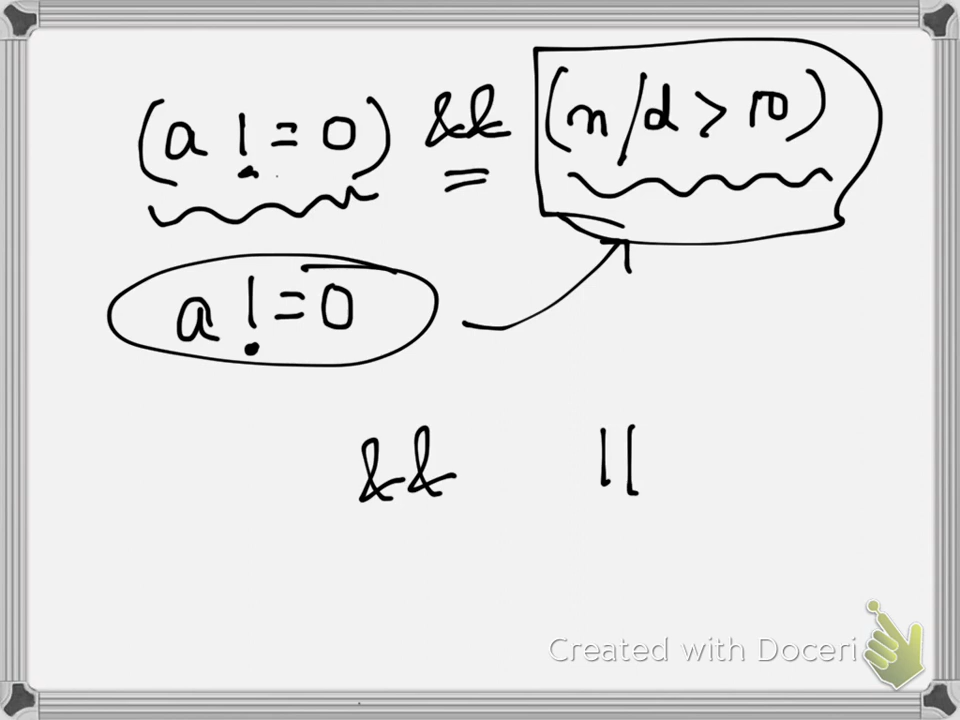 (a != 0) && (n/d > 10)
a != 0
&& ||
Created with Doceri